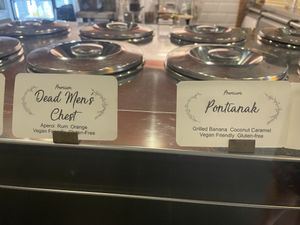 Premium
Dead Men's
Chest
Aperol Rum Orange
Vegan Friendly Gluten-Free
Premium
Pontianak
Grilled Banana Coconut Caramel
Vegan Friendly Gluten-free